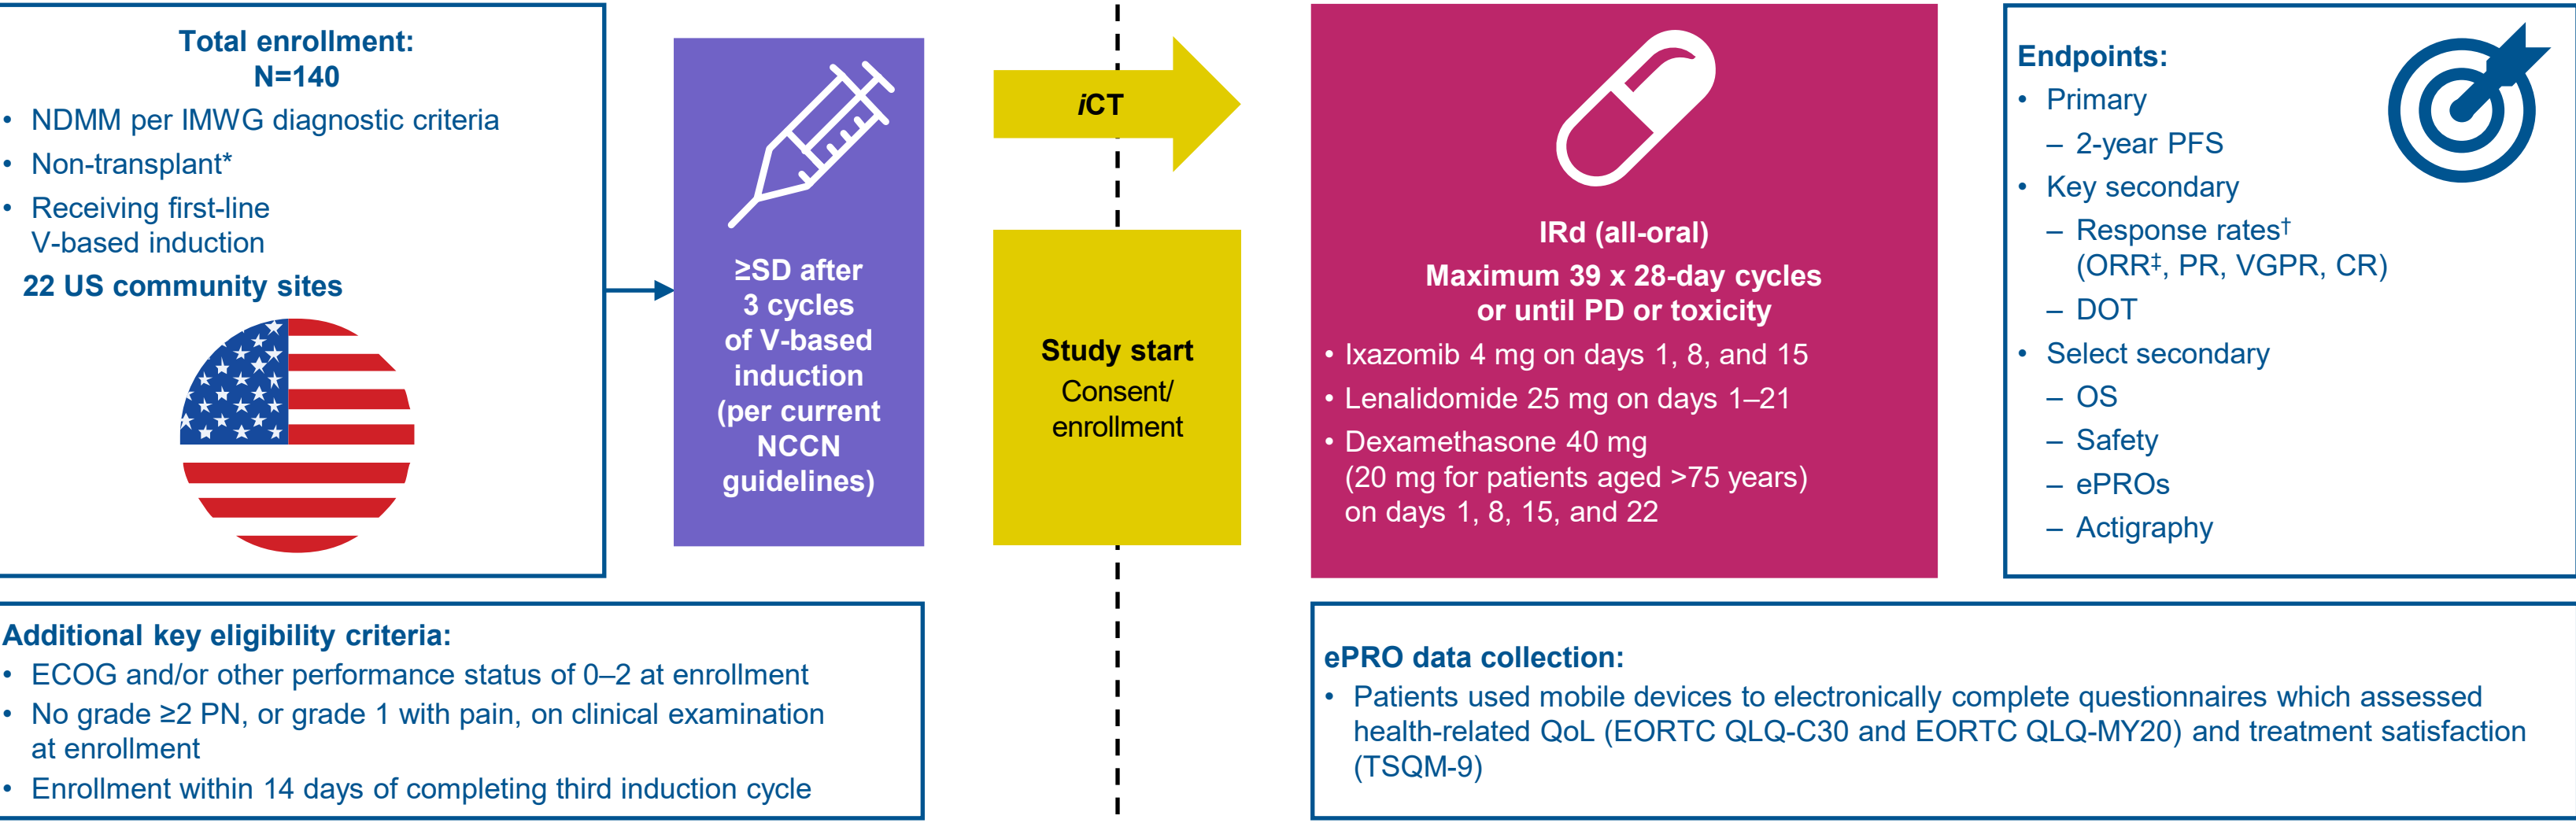 Total enrollment:
N=140
• NDMM per IMWG diagnostic criteria
• Non-transplant*
• Receiving first-line
V-based induction
22 US community sites
≥SD after
3 cycles
of V-based
induction
(per current
NCCN
guidelines)
iCT
Study start
Consent/
enrollment
IRd (all-oral)
Maximum 39 x 28-day cycles
or until PD or toxicity
• Ixazomib 4 mg on days 1, 8, and 15
• Lenalidomide 25 mg on days 1–21
• Dexamethasone 40 mg
(20 mg for patients aged >75 years)
on days 1, 8, 15, and 22
Endpoints:
• Primary
– 2-year PFS
• Key secondary
– Response rates†
(ORR‡, PR, VGPR, CR)
– DOT
• Select secondary
– OS
– Safety
– ePROs
– Actigraphy
Additional key eligibility criteria:
• ECOG and/or other performance status of 0–2 at enrollment
• No grade ≥2 PN, or grade 1 with pain, on clinical examination
at enrollment
• Enrollment within 14 days of completing third induction cycle
ePRO data collection:
• Patients used mobile devices to electronically complete questionnaires which assessed
health-related QoL (EORTC QLQ-C30 and EORTC QLQ-MY20) and treatment satisfaction
(TSQM-9)